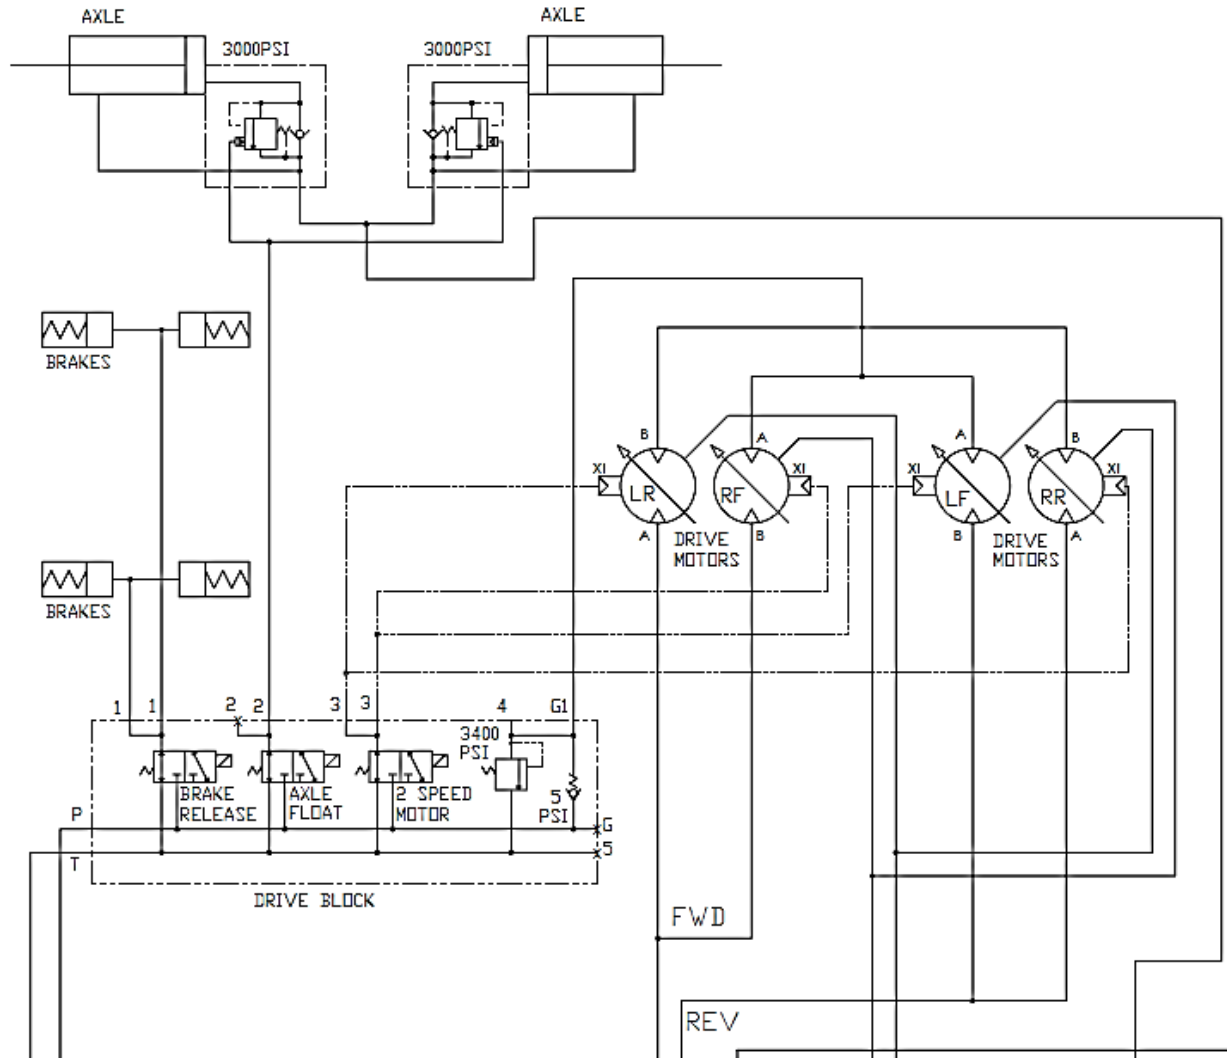 AXLE
AXLE
3000PSI
3000PSI
BRAKES
B
A
A
B
XI
XI
XI
XI
LR
RF
LF
RR
A
B
B
A
DRIVE
MOTORS
DRIVE
MOTORS
BRAKES
1
1
2
2
3
3
4
G1
3400
PSI
BRAKE
RELEASE
AXLE
FLOAT
2 SPEED
MOTOR
5
PSI
P
G
T
5
DRIVE BLOCK
FWD
REV